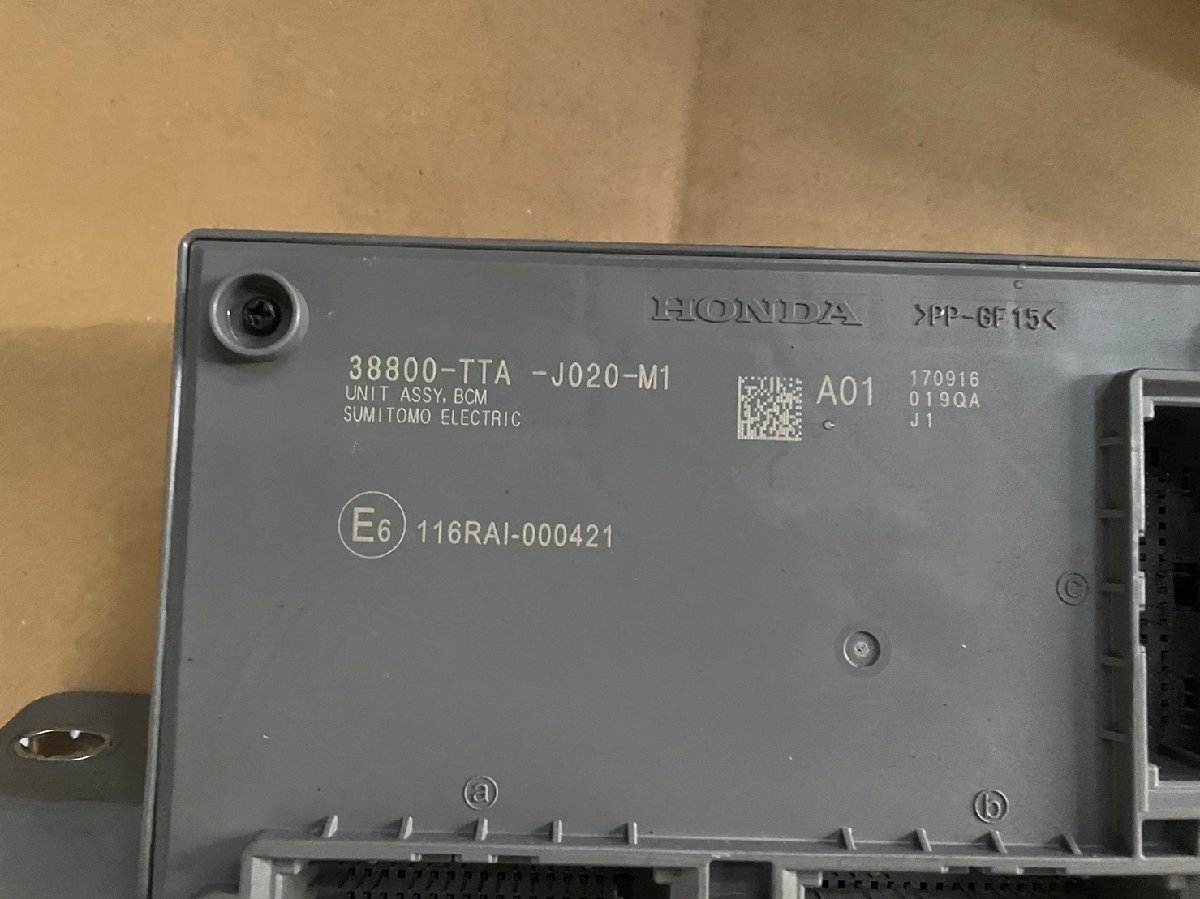 c
HONDA >PP-GF15<
38800-TTA -J020-M1
UNIT ASSY, BCM
SUMITOMO ELECTRIC
A01
170916
019QA
J1
E6 116RAI-000421
c
a
b